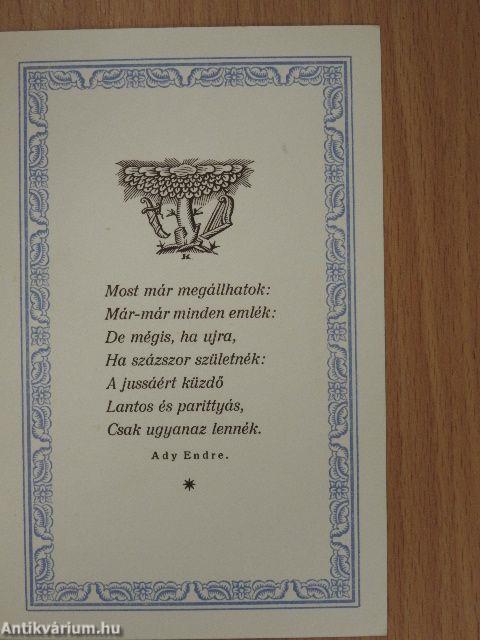 K
Most már megállhatok:
Már-már minden emlék:
De mégis, ha ujra,
Ha százszor születnék:
A jussáért küzdő
Lantos és parittyás,
Csak ugyanaz lennék.
Ady Endre.
Antikvárium.hu